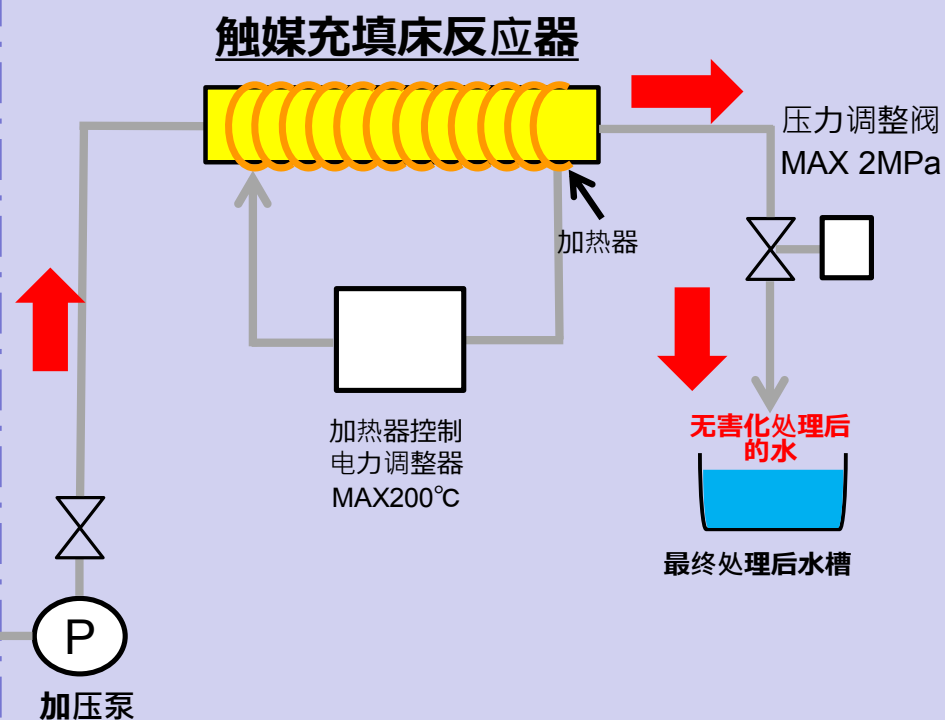 触媒充填床反应器
压力调整阀
MAX 2MPa
加热器
加热器控制
电力调整器
MAX200℃
无害化处理后
的水
最终处理后水槽
P
加压泵